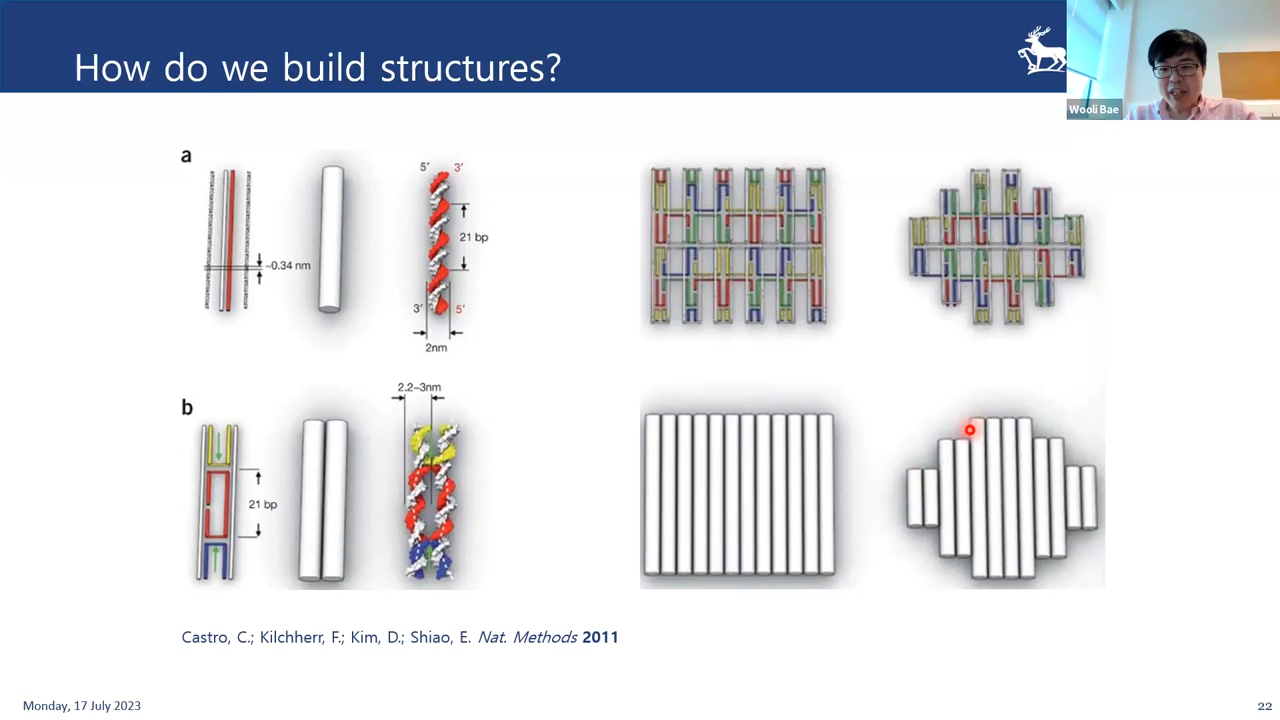 How do we build structures?
Wooli Bae
a
5′ 3′
21 bp
~0.34 nm
3′ 5′
2nm
b
2.2–3nm
21 bp
Castro, C.; Kilchherr, F.; Kim, D.; Shiao, E. Nat. Methods 2011
Monday, 17 July 2023
22